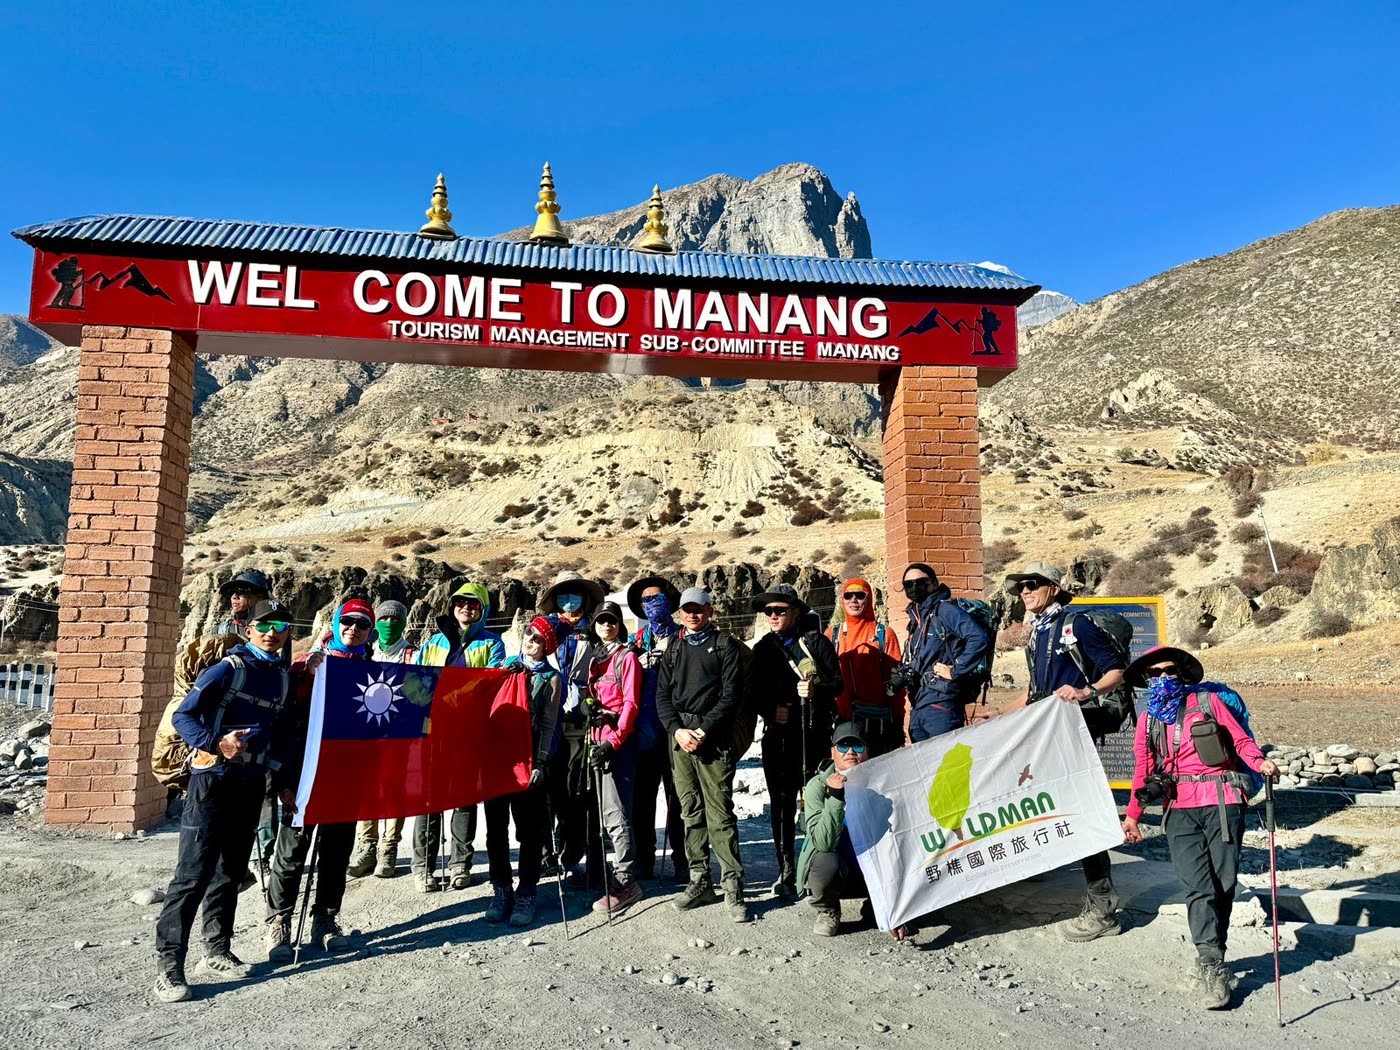 WEL COME TO MANANG
TOURISM MANAGEMENT SUB-COMMITTEE MANANG
WILDMAN
野樵國際旅行社